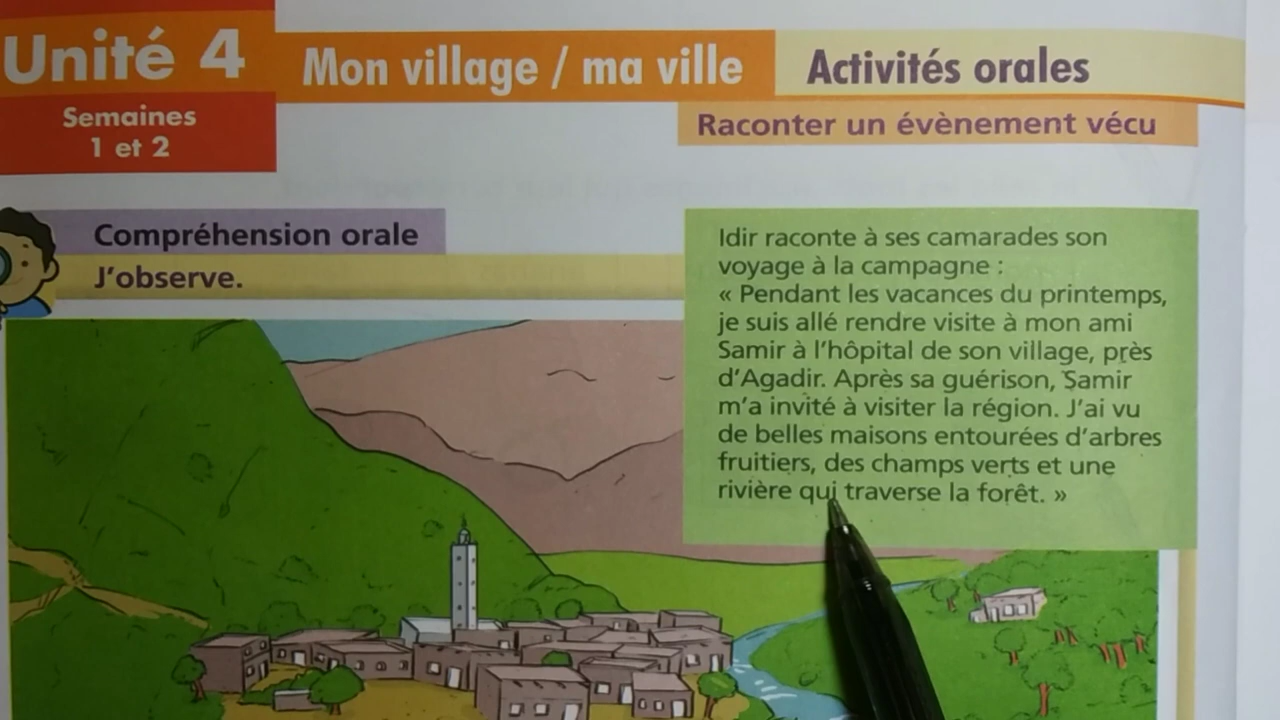 Unité 4
Mon village / ma ville
Activités orales
Semaines
1 et 2
Raconter un évènement vécu
Compréhension orale
J'observe.
Idir raconte à ses camarades son
voyage à la campagne :
« Pendant les vacances du printemps,
je suis allé rendre visite à mon ami
Samir à l'hôpital de son village, près
d'Agadir. Après sa guérison, Samir
m'a invité à visiter la région. J'ai vu
de belles maisons entourées d'arbres
fruitiers, des champs verts et une
rivière qui traverse la forêt. »